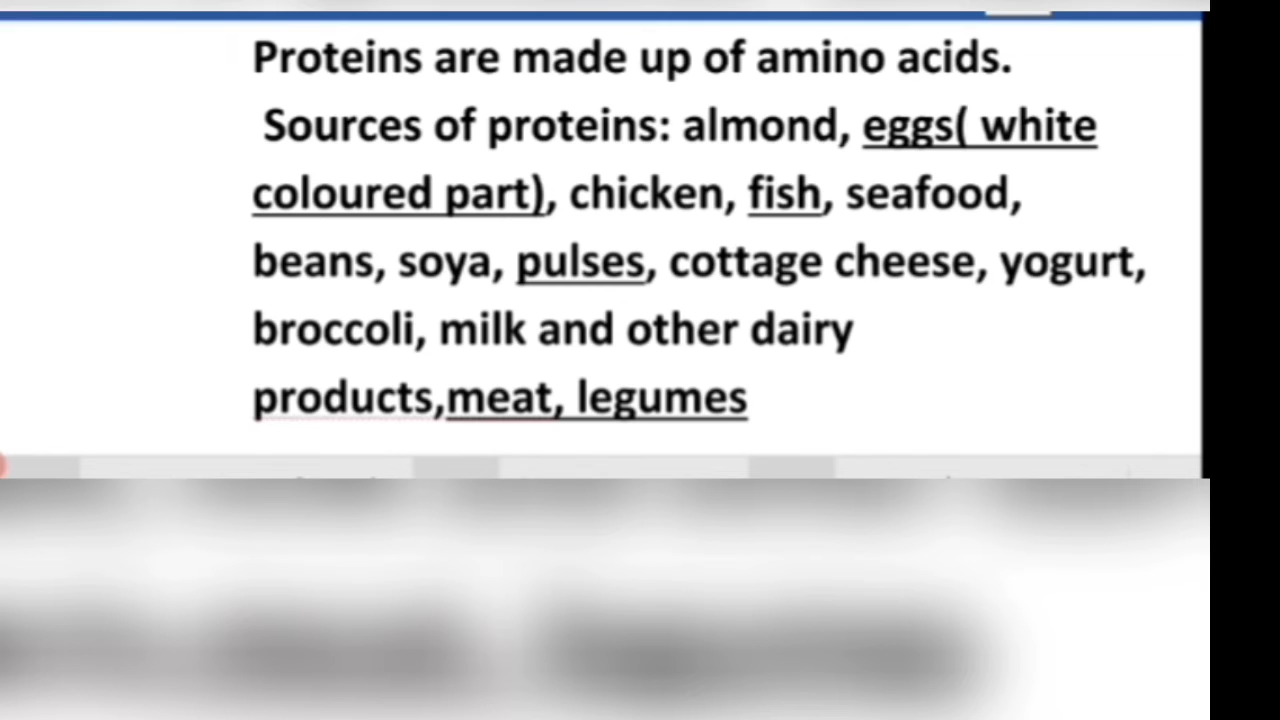 Proteins are made up of amino acids.
Sources of proteins: almond, eggs( white
coloured part), chicken, fish, seafood,
beans, soya, pulses, cottage cheese, yogurt,
broccoli, milk and other dairy
products,meat, legumes